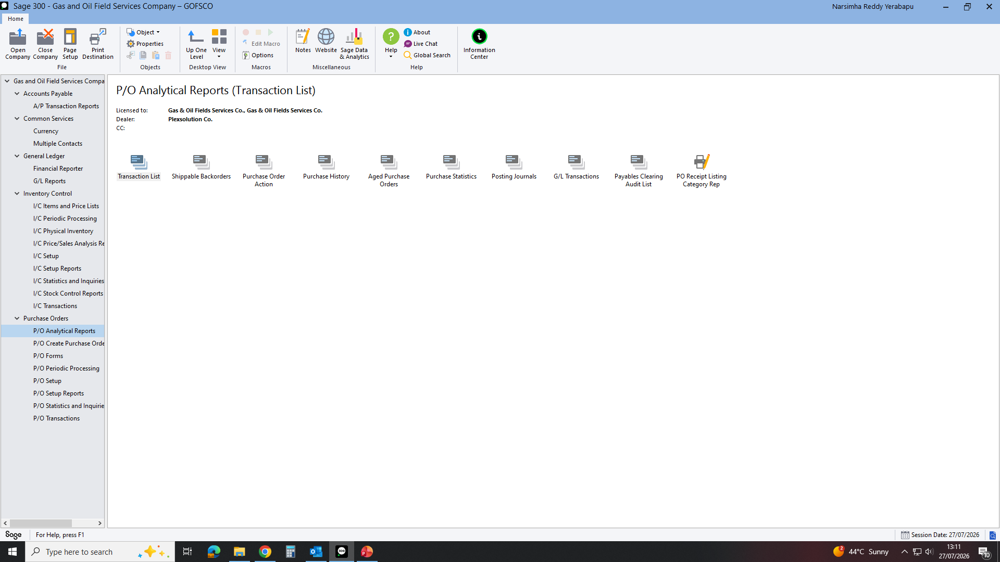 Sage 300 - Gas and Oil Field Services Company – GOFSCO
Narsimha Reddy Yerabapu
Home
Open Company
Close Company
Page Setup
Print Destination
File
Object
Properties
Objects
Up One Level
View
Desktop View
Edit Macro
Options
Macros
Notes
Website
Sage Data & Analytics
Miscellaneous
Help
About
Live Chat
Global Search
Help
Information Center
Gas and Oil Field Services Compa
Accounts Payable
A/P Transaction Reports
Common Services
Currency
Multiple Contacts
General Ledger
Financial Reporter
G/L Reports
Inventory Control
I/C Items and Price Lists
I/C Periodic Processing
I/C Physical Inventory
I/C Price/Sales Analysis Re
I/C Setup
I/C Setup Reports
I/C Statistics and Inquiries
I/C Stock Control Reports
I/C Transactions
Purchase Orders
P/O Analytical Reports
P/O Create Purchase Orde
P/O Forms
P/O Periodic Processing
P/O Setup
P/O Setup Reports
P/O Statistics and Inquirie
P/O Transactions
P/O Analytical Reports (Transaction List)
Licensed to: Gas & Oil Fields Services Co., Gas & Oil Fields Services Co.
Dealer: Plexsolution Co.
CC:
Transaction List
Shippable Backorders
Purchase Order Action
Purchase History
Aged Purchase Orders
Purchase Statistics
Posting Journals
G/L Transactions
Payables Clearing Audit List
PO Receipt Listing Category Rep
Sage
For Help, press F1
Session Date: 27/07/2026
Type here to search
300
2
44°C Sunny
13:11
27/07/2026
10